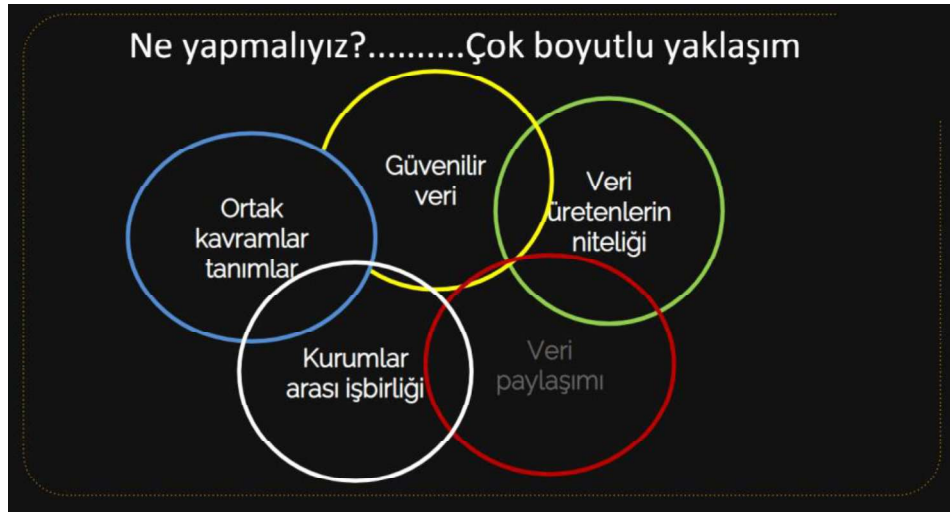 Ne yapmalıyız?..........Çok boyutlu yaklaşım
Güvenilir
veri
Veri
üretenlerin
niteliği
Ortak
kavramlar
tanımlar
Kurumlar
arası işbirliği
Veri
paylaşımı